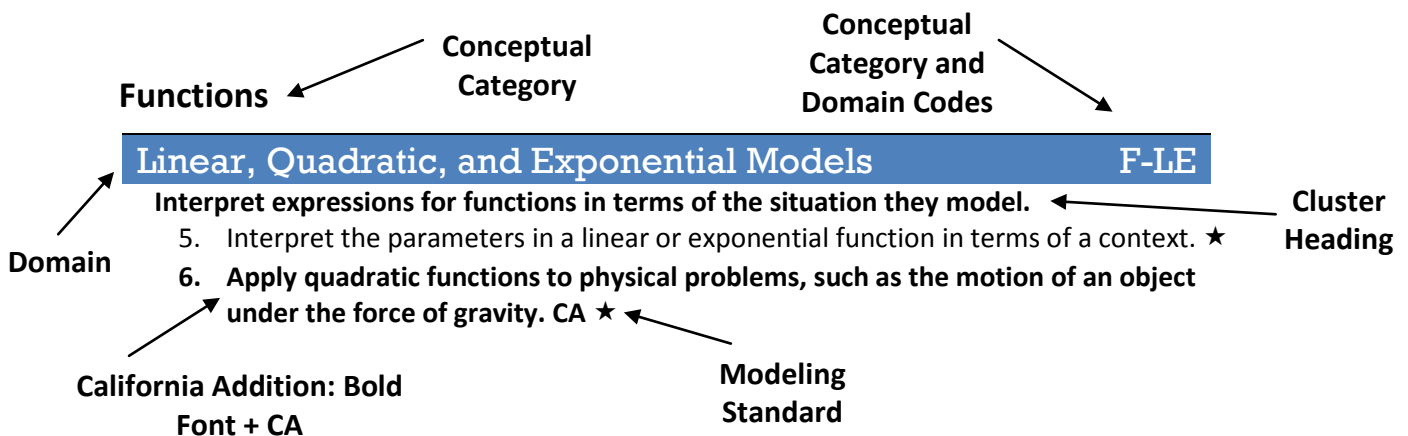 Conceptual
Category
Conceptual
Category and
Domain Codes
Functions
Linear, Quadratic, and Exponential Models F-LE
Interpret expressions for functions in terms of the situation they model.
Cluster
Heading
5. Interpret the parameters in a linear or exponential function in terms of a context. ★
Domain
6. Apply quadratic functions to physical problems, such as the motion of an object
under the force of gravity. CA ★
California Addition: Bold
Font + CA
Modeling
Standard